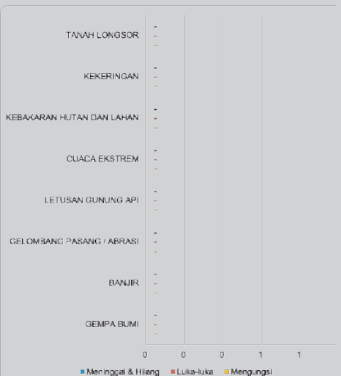 TANAH LONGSOR
-
-
-
KEKERINGAN
-
-
-
KEBAKARAN HUTAN DAN LAHAN
-
-
-
CUACA EKSTREM
-
-
-
LETUSAN GUNUNG API
-
-
-
GELOMBANG PASANG / ABRASI
-
-
-
BANJIR
-
-
-
GEMPA BUMI
-
-
-
0 0 0 1 1
Meninggal & Hilang Luka-luka Mengungsi